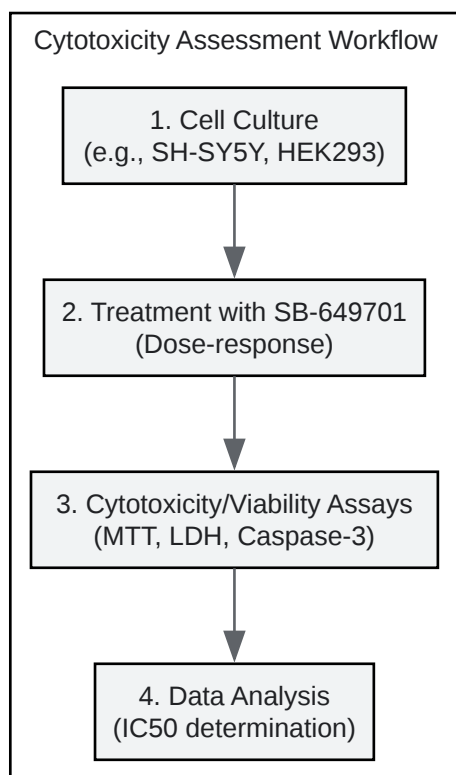 Cytotoxicity Assessment Workflow
1. Cell Culture
(e.g., SH-SY5Y, HEK293)
2. Treatment with SB-649701
(Dose-response)
3. Cytotoxicity/Viability Assays
(MTT, LDH, Caspase-3)
4. Data Analysis
(IC50 determination)